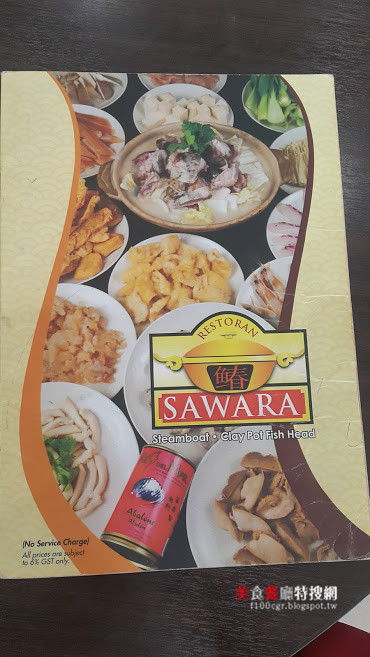 RESTORAN
鰆
SAWARA
Steamboat • Clay Pot Fish Head
Abalone
(No Service Charge)
All prices are subject
to 6% GST only.
美食餐廳特搜網
f100cgr.blogspot.tw